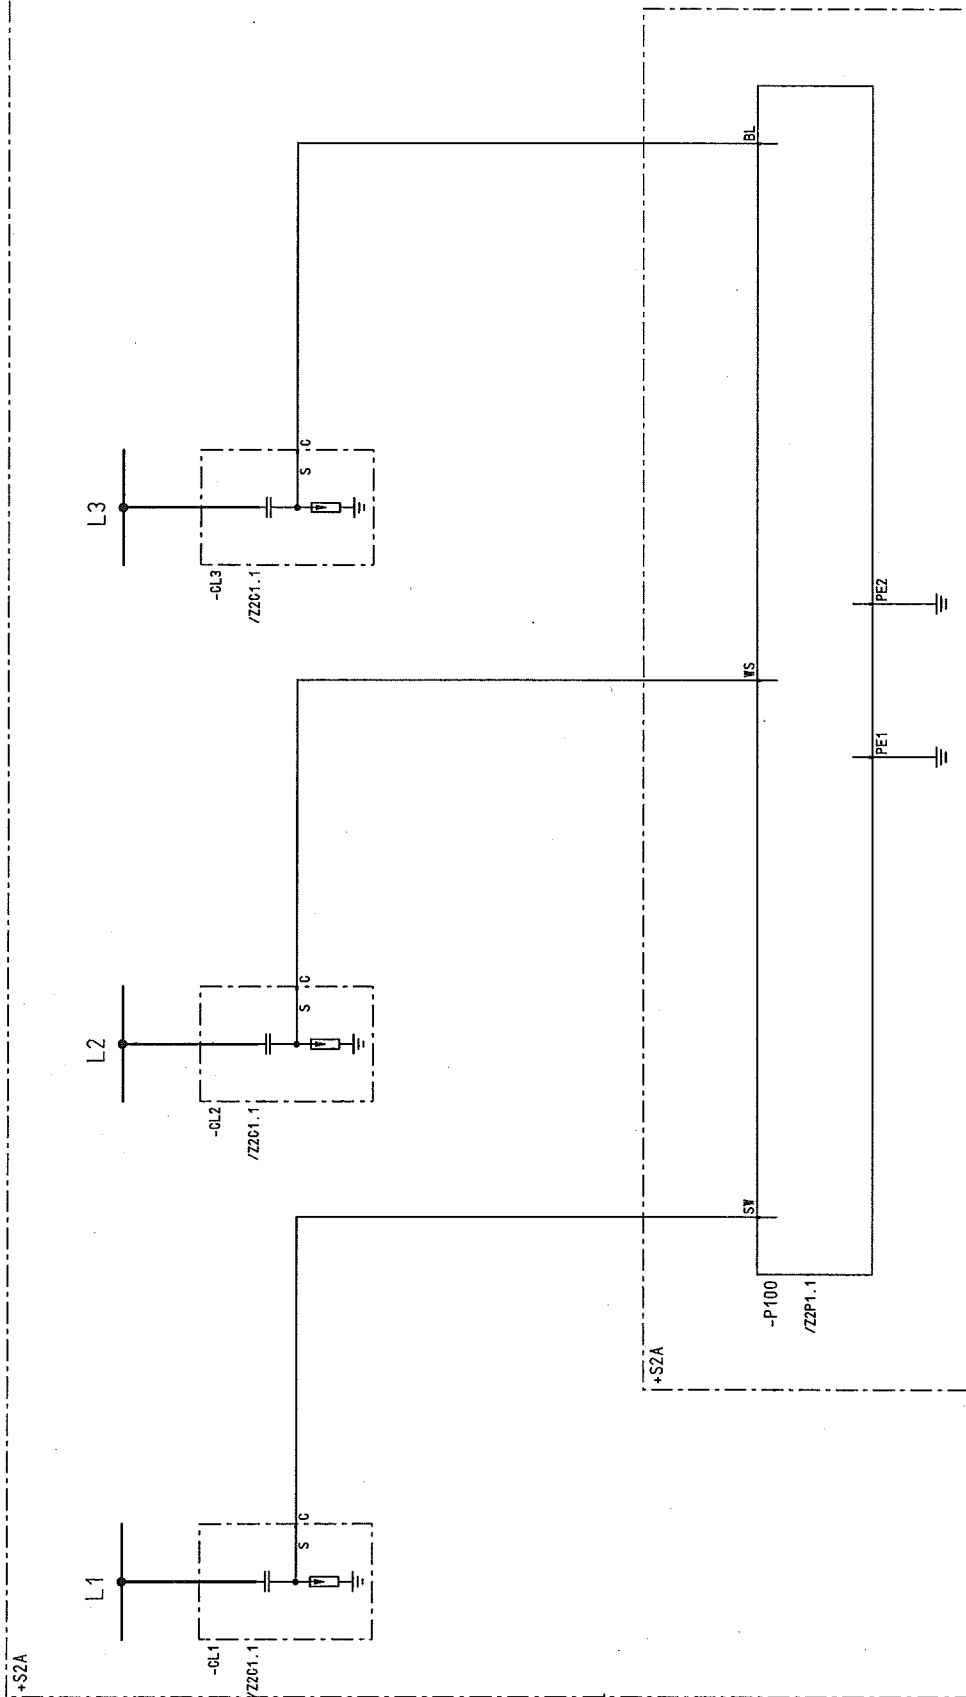 +S2A
L1
-CL1
/Z2C1.1
S
C
L2
-CL2
/Z2C1.1
S
C
L3
-CL3
/Z2C1.1
S
C
+S2A
-P100
/Z2P1.1
SW
WS
BL
PE1
PE2